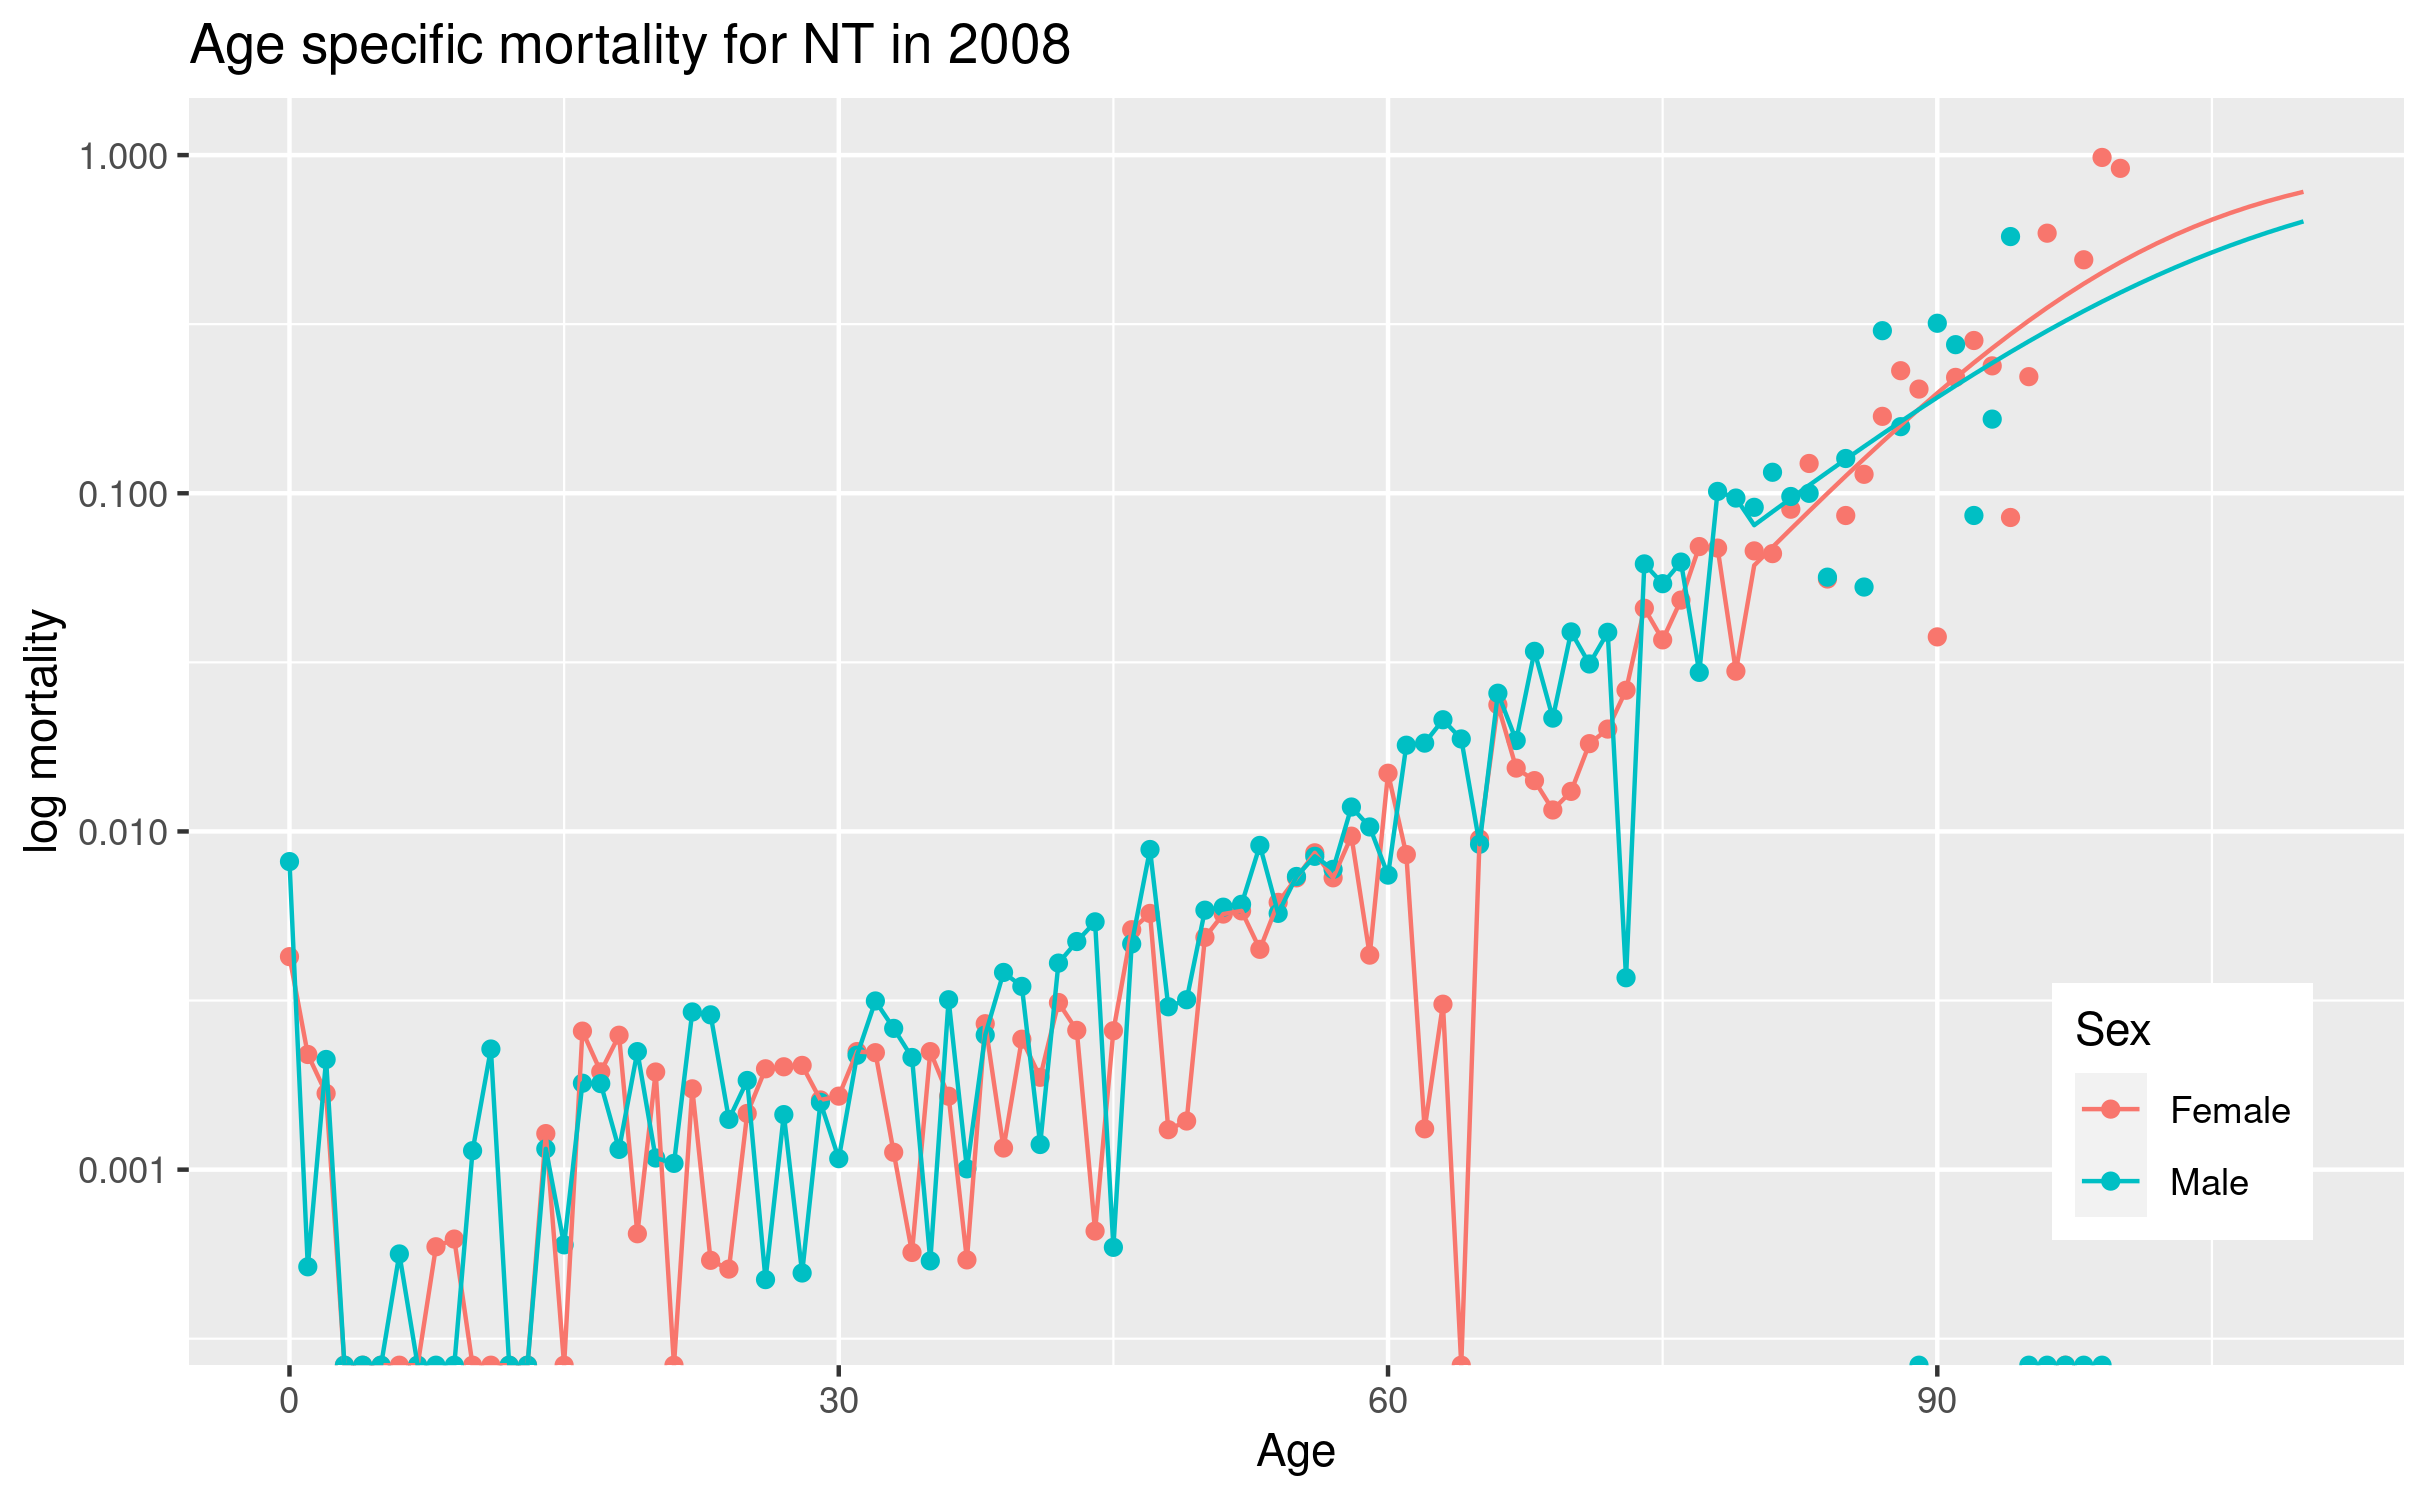 Age specific mortality for NT in 2008
1.000
0.100
0.010
0.001
log mortality
0
30
60
90
Age
Sex
Female
Male